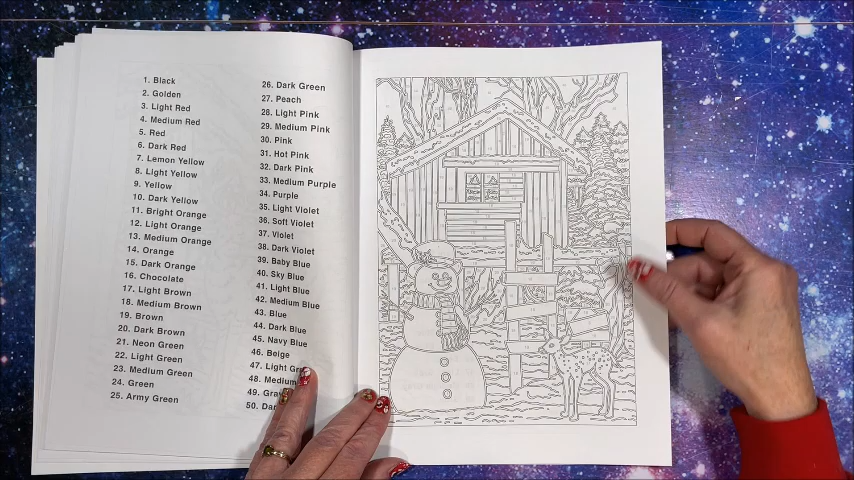 1. Black
2. Golden
3. Light Red
4. Medium Red
5. Red
6. Dark Red
7. Lemon Yellow
8. Light Yellow
9. Yellow
10. Dark Yellow
11. Bright Orange
12. Light Orange
13. Medium Orange
14. Orange
15. Dark Orange
16. Chocolate
17. Light Brown
18. Medium Brown
19. Brown
20. Dark Brown
21. Neon Green
22. Light Green
23. Medium Green
24. Green
25. Army Green
26. Dark Green
27. Peach
28. Light Pink
29. Medium Pink
30. Pink
31. Hot Pink
32. Dark Pink
33. Medium Purple
34. Purple
35. Light Violet
36. Soft Violet
37. Violet
38. Dark Violet
39. Baby Blue
40. Sky Blue
41. Light Blue
42. Medium Blue
43. Blue
44. Dark Blue
45. Navy Blue
46. Beige
47. Light
48.
49.
50.